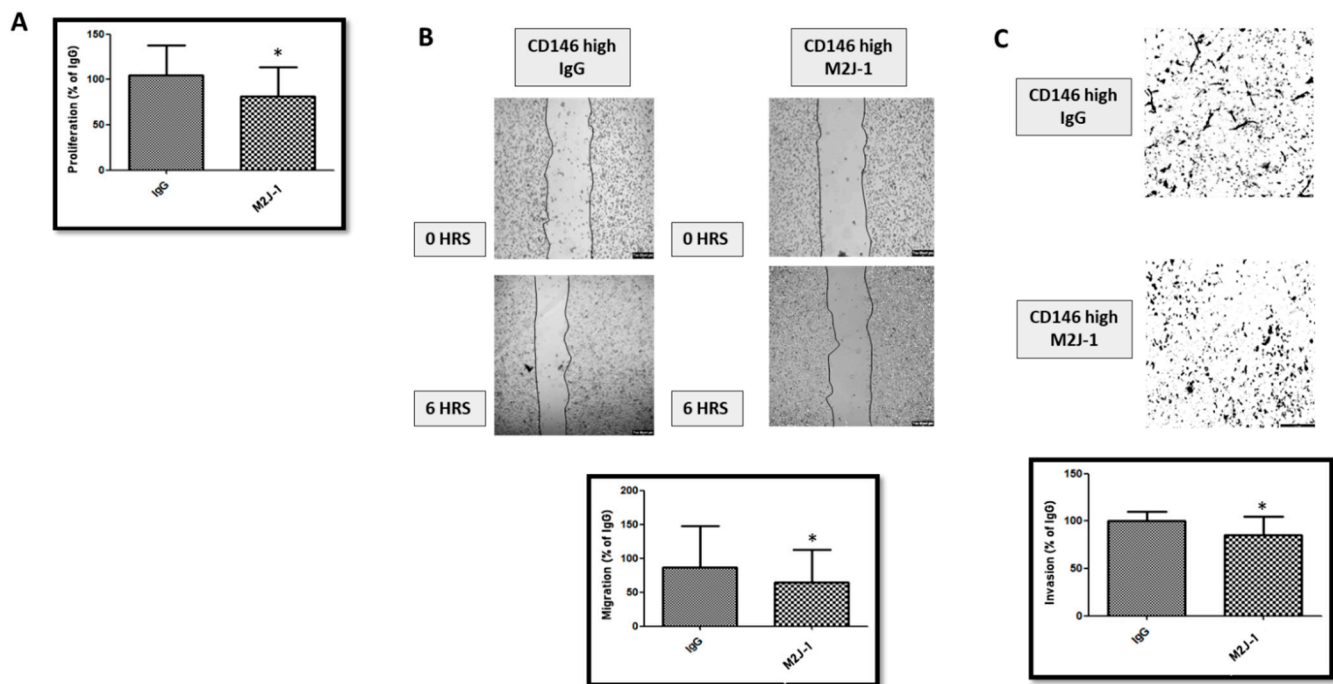 A
150
100
50
0
Proliferation (% of IgG)
*
IgG
M2J-1
B
CD146 high
IgG
CD146 high
M2J-1
0 HRS
0 HRS
6 HRS
6 HRS
200
150
100
50
0
Migration (% of IgG)
*
IgG
M2J-1
C
CD146 high
IgG
CD146 high
M2J-1
150
100
50
0
Invasion (% of IgG)
*
IgG
M2J-1